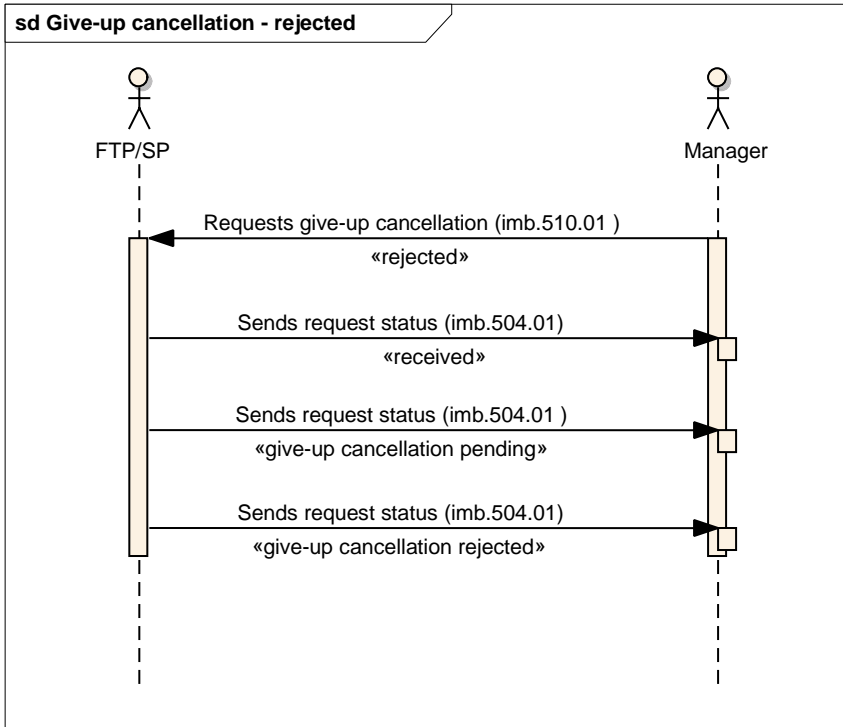 sd Give-up cancellation - rejected
FTP/SP
Manager
Requests give-up cancellation (imb.510.01 )
«rejected»
Sends request status (imb.504.01)
«received»
Sends request status (imb.504.01 )
«give-up cancellation pending»
Sends request status (imb.504.01)
«give-up cancellation rejected»